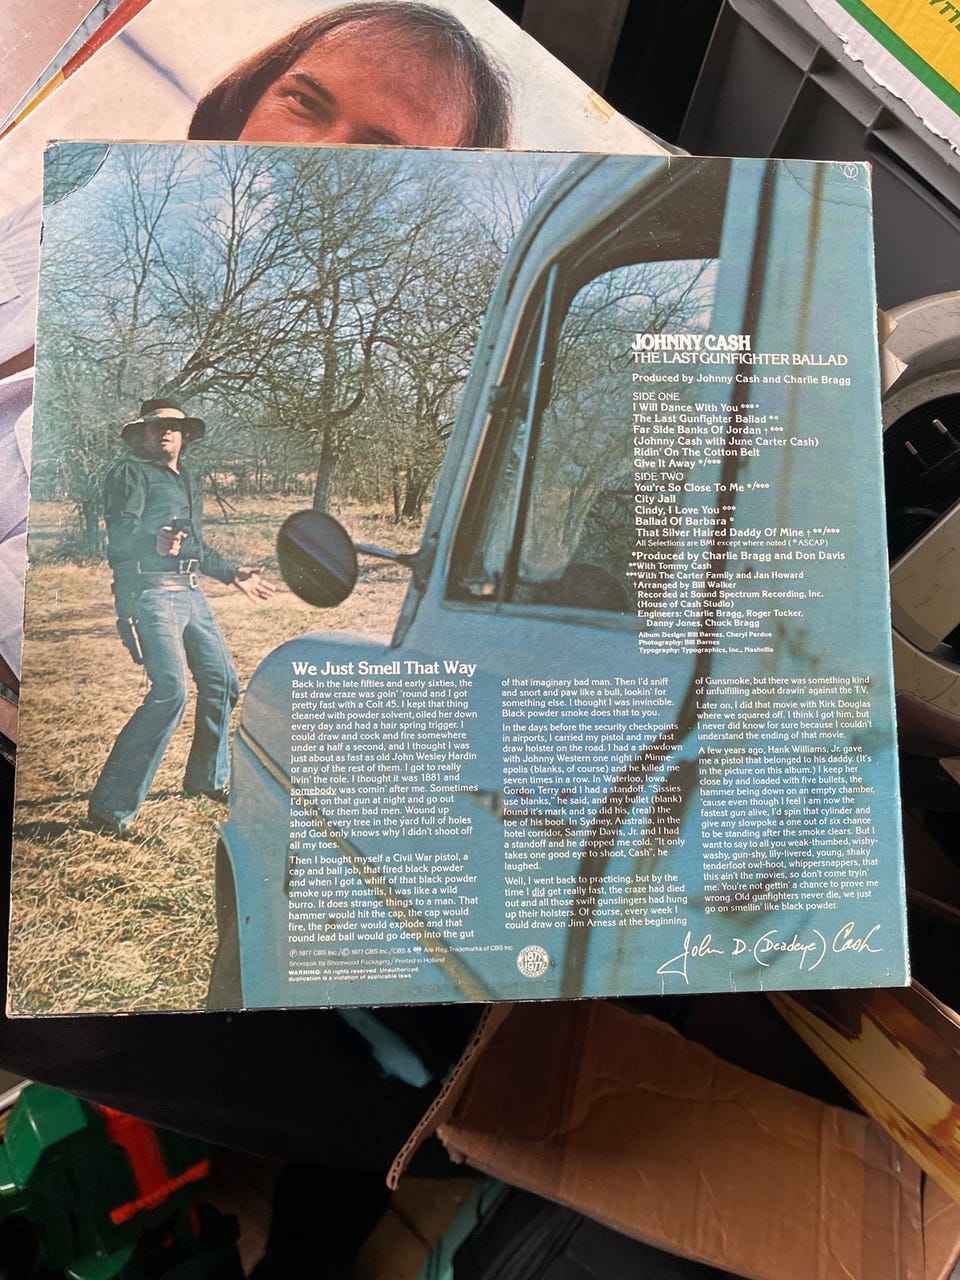 JOHNNY CASH
THE LAST GUNFIGHTER BALLAD
Produced by Johnny Cash and Charlie Bragg
SIDE ONE
I Will Dance With You °°°*
The Last Gunfighter Ballad °°
Far Side Banks Of Jordan †°°°
(Johnny Cash with June Carter Cash)
Ridin' On The Cotton Belt
Give It Away */°°°
SIDE TWO
You're So Close To Me */°°°
City Jail
Cindy, I Love You °°°
Ballad Of Barbara °
That Silver Haired Daddy Of Mine †°°/°°°
All Selections are BMI except where noted (°ASCAP)
*Produced by Charlie Bragg and Don Davis
**With Tommy Cash
***With The Carter Family and Jan Howard
†Arranged by Bill Walker
Recorded at Sound Spectrum Recording, Inc.
(House of Cash Studio)
Engineers: Charlie Bragg, Roger Tucker,
Danny Jones, Chuck Bragg
Album Design: Bill Barnes, Cheryl Pardue
Photography: Bill Barnes
Typography: Typographics, Inc., Nashville
We Just Smell That Way
Back in the late fifties and early sixties, the
fast draw craze was goin' 'round and I got
pretty fast with a Colt 45. I kept that thing
cleaned with powder solvent, oiled her down
every day and had a hair spring trigger. I
could draw and cock and fire somewhere
under a half a second, and I thought I was
just about as fast as old John Wesley Hardin
or any of the rest of them. I got to really
livin' the role. I thought it was 1881 and
somebody was comin' after me. Sometimes
I'd put on that gun at night and go out
lookin' for them bad men. Wound up
shootin' every tree in the yard full of holes
and God only knows why I didn't shoot off
all my toes.
Then I bought myself a Civil War pistol, a
cap and ball job, that fired black powder
and when I got a whiff of that black powder
smoke up my nostrils, I was like a wild
burro. It does strange things to a man. That
hammer would hit the cap, the cap would
fire, the powder would explode and that
round lead ball would go deep into the gut
of that imaginary bad man. Then I'd sniff
and snort and paw like a bull, lookin' for
something else. I thought I was invincible.
Black powder smoke does that to you.
In the days before the security checkpoints
in airports, I carried my pistol and my fast
draw holster on the road. I had a showdown
with Johnny Western one night in Minne-
apolis (blanks, of course) and he killed me
seven times in a row. In Waterloo, Iowa,
Gordon Terry and I had a standoff. "Sissies
use blanks," he said, and my bullet (blank)
found it's mark and so did his, (real) the
toe of his boot. In Sydney, Australia, in the
hotel corridor, Sammy Davis, Jr. and I had
a standoff and he dropped me cold. "It only
takes one good eye to shoot, Cash", he
laughed.
Well, I went back to practicing, but by the
time I did get really fast, the craze had died
out and all those swift gunslingers had hung
up their holsters. Of course, every week I
could draw on Jim Arness at the beginning
of Gunsmoke, but there was something kind
of unfulfilling about drawin' against the T.V.
Later on, I did that movie with Kirk Douglas
where we squared off. I think I got him, but
I never did know for sure because I couldn't
understand the ending of that movie.
A few years ago, Hank Williams, Jr. gave
me a pistol that belonged to his daddy. (It's
in the picture on this album.) I keep her
close by and loaded with five bullets, the
hammer being down on an empty chamber,
'cause even though I feel I am now the
fastest gun alive, I'd spin that cylinder and
give any slowpoke a one out of six chance
to be standing after the smoke clears. But I
want to say to all you weak-thumbed, wishy-
washy, gun-shy, lily-livered, young, shaky
tenderfoot owl-hoot, whippersnappers, that
this ain't the movies, so don't come tryin'
me. You're not gettin' a chance to prove me
wrong. Old gunfighters never die, we just
go on smellin' like black powder.
John D. (Deadeye) Cash
℗ 1977 CBS Inc./© 1977 CBS Inc./CBS & Are Reg. Trademarks of CBS Inc
Shorepak by Shorewood Packaging / Printed in Holland
WARNING: All rights reserved. Unauthorized
duplication is a violation of applicable laws
1877
1977
Y